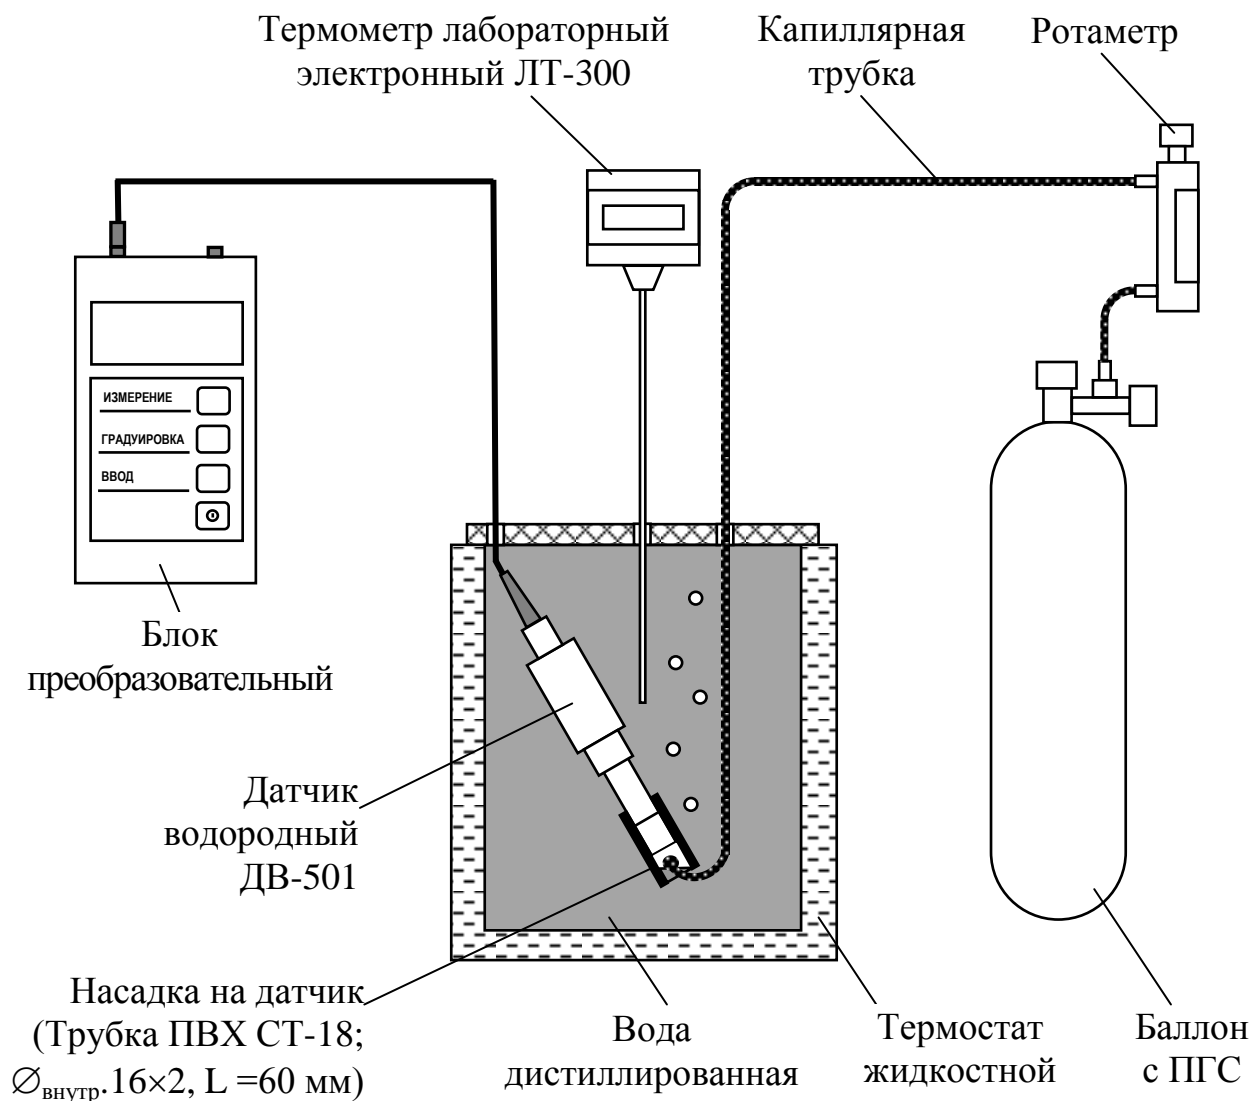 Термометр лабораторный
электронный ЛТ-300
Капиллярная
трубка
Ротаметр
ИЗМЕРЕНИЕ
ГРАДУИРОВКА
ВВОД
Блок
преобразовательный
Датчик
водородный
ДВ-501
Насадка на датчик
(Трубка ПВХ СТ-18;
∅внутр.16×2, L =60 мм)
Вода
дистиллированная
Термостат
жидкостной
Баллон
с ПГС